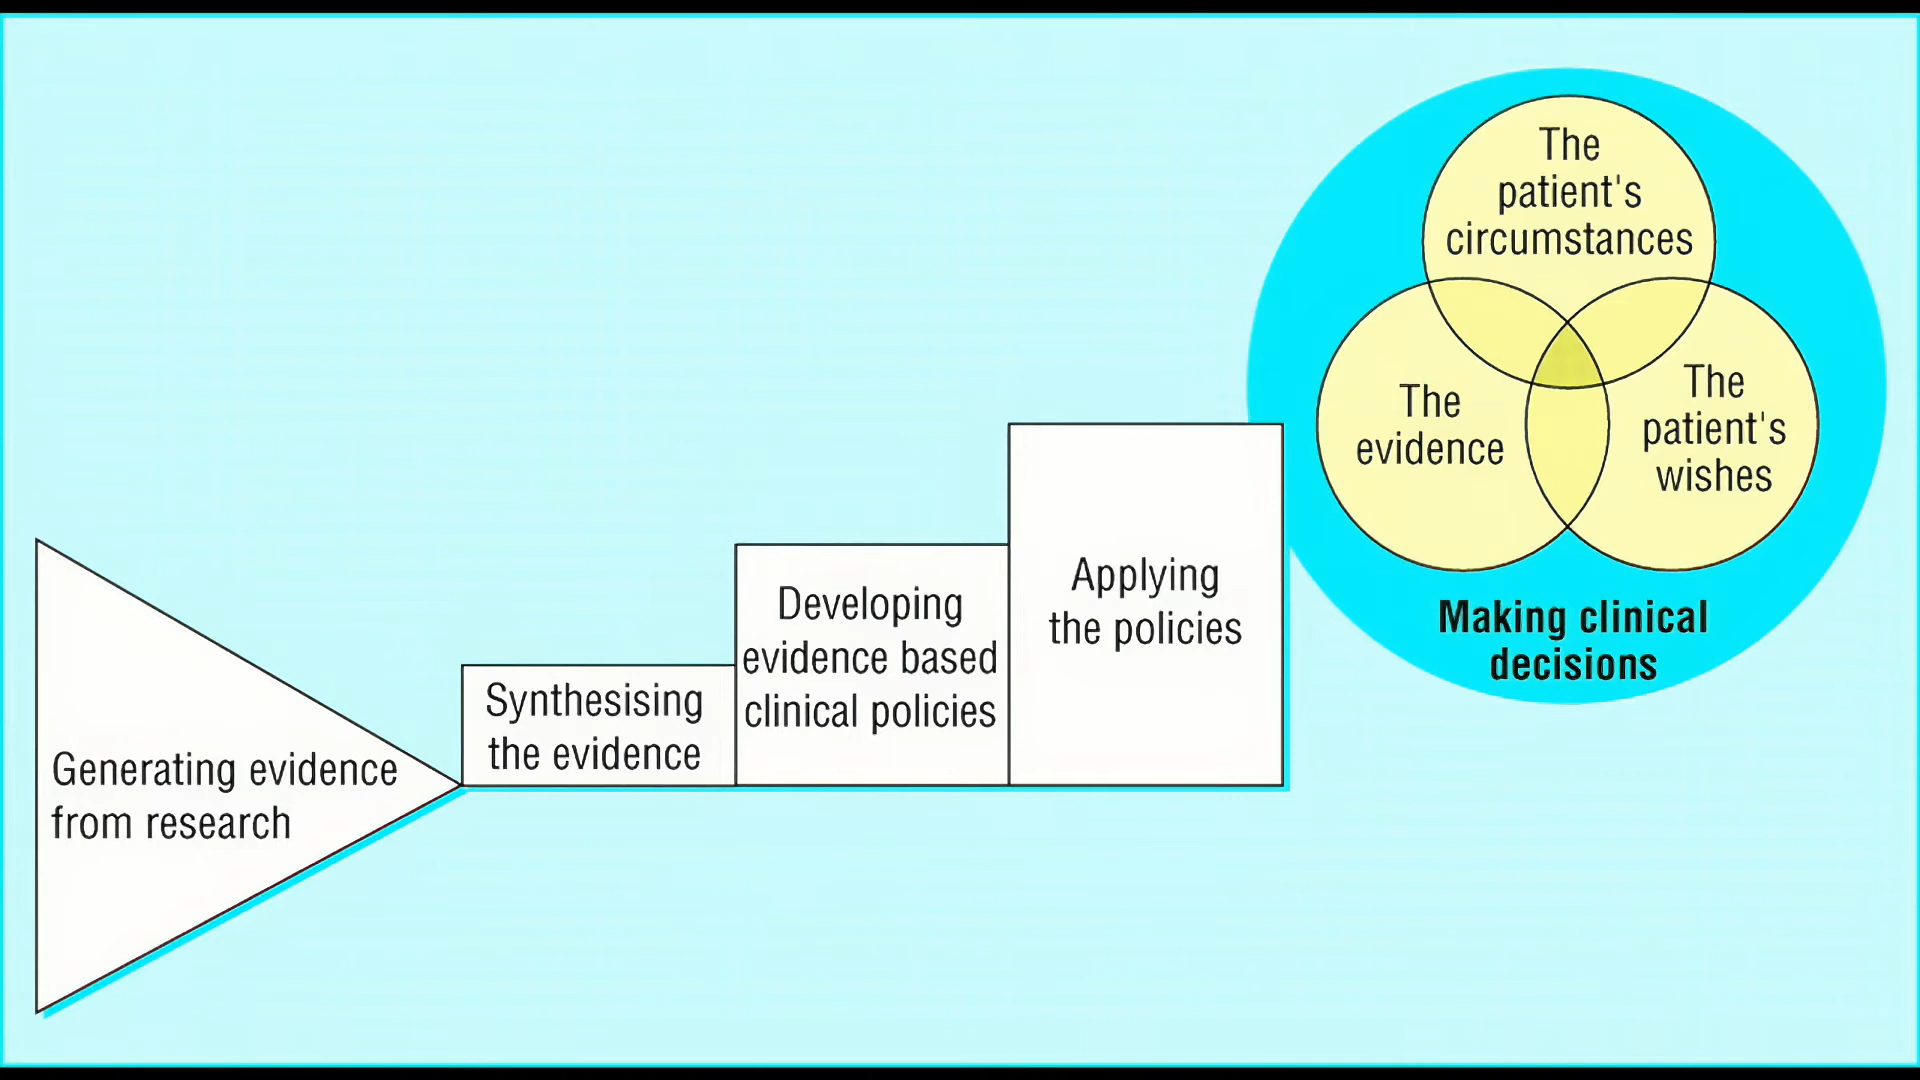 Generating evidence
from research
Synthesising
the evidence
Developing
evidence based
clinical policies
Applying
the policies
The
patient's
circumstances
The
evidence
The
patient's
wishes
Making clinical
decisions